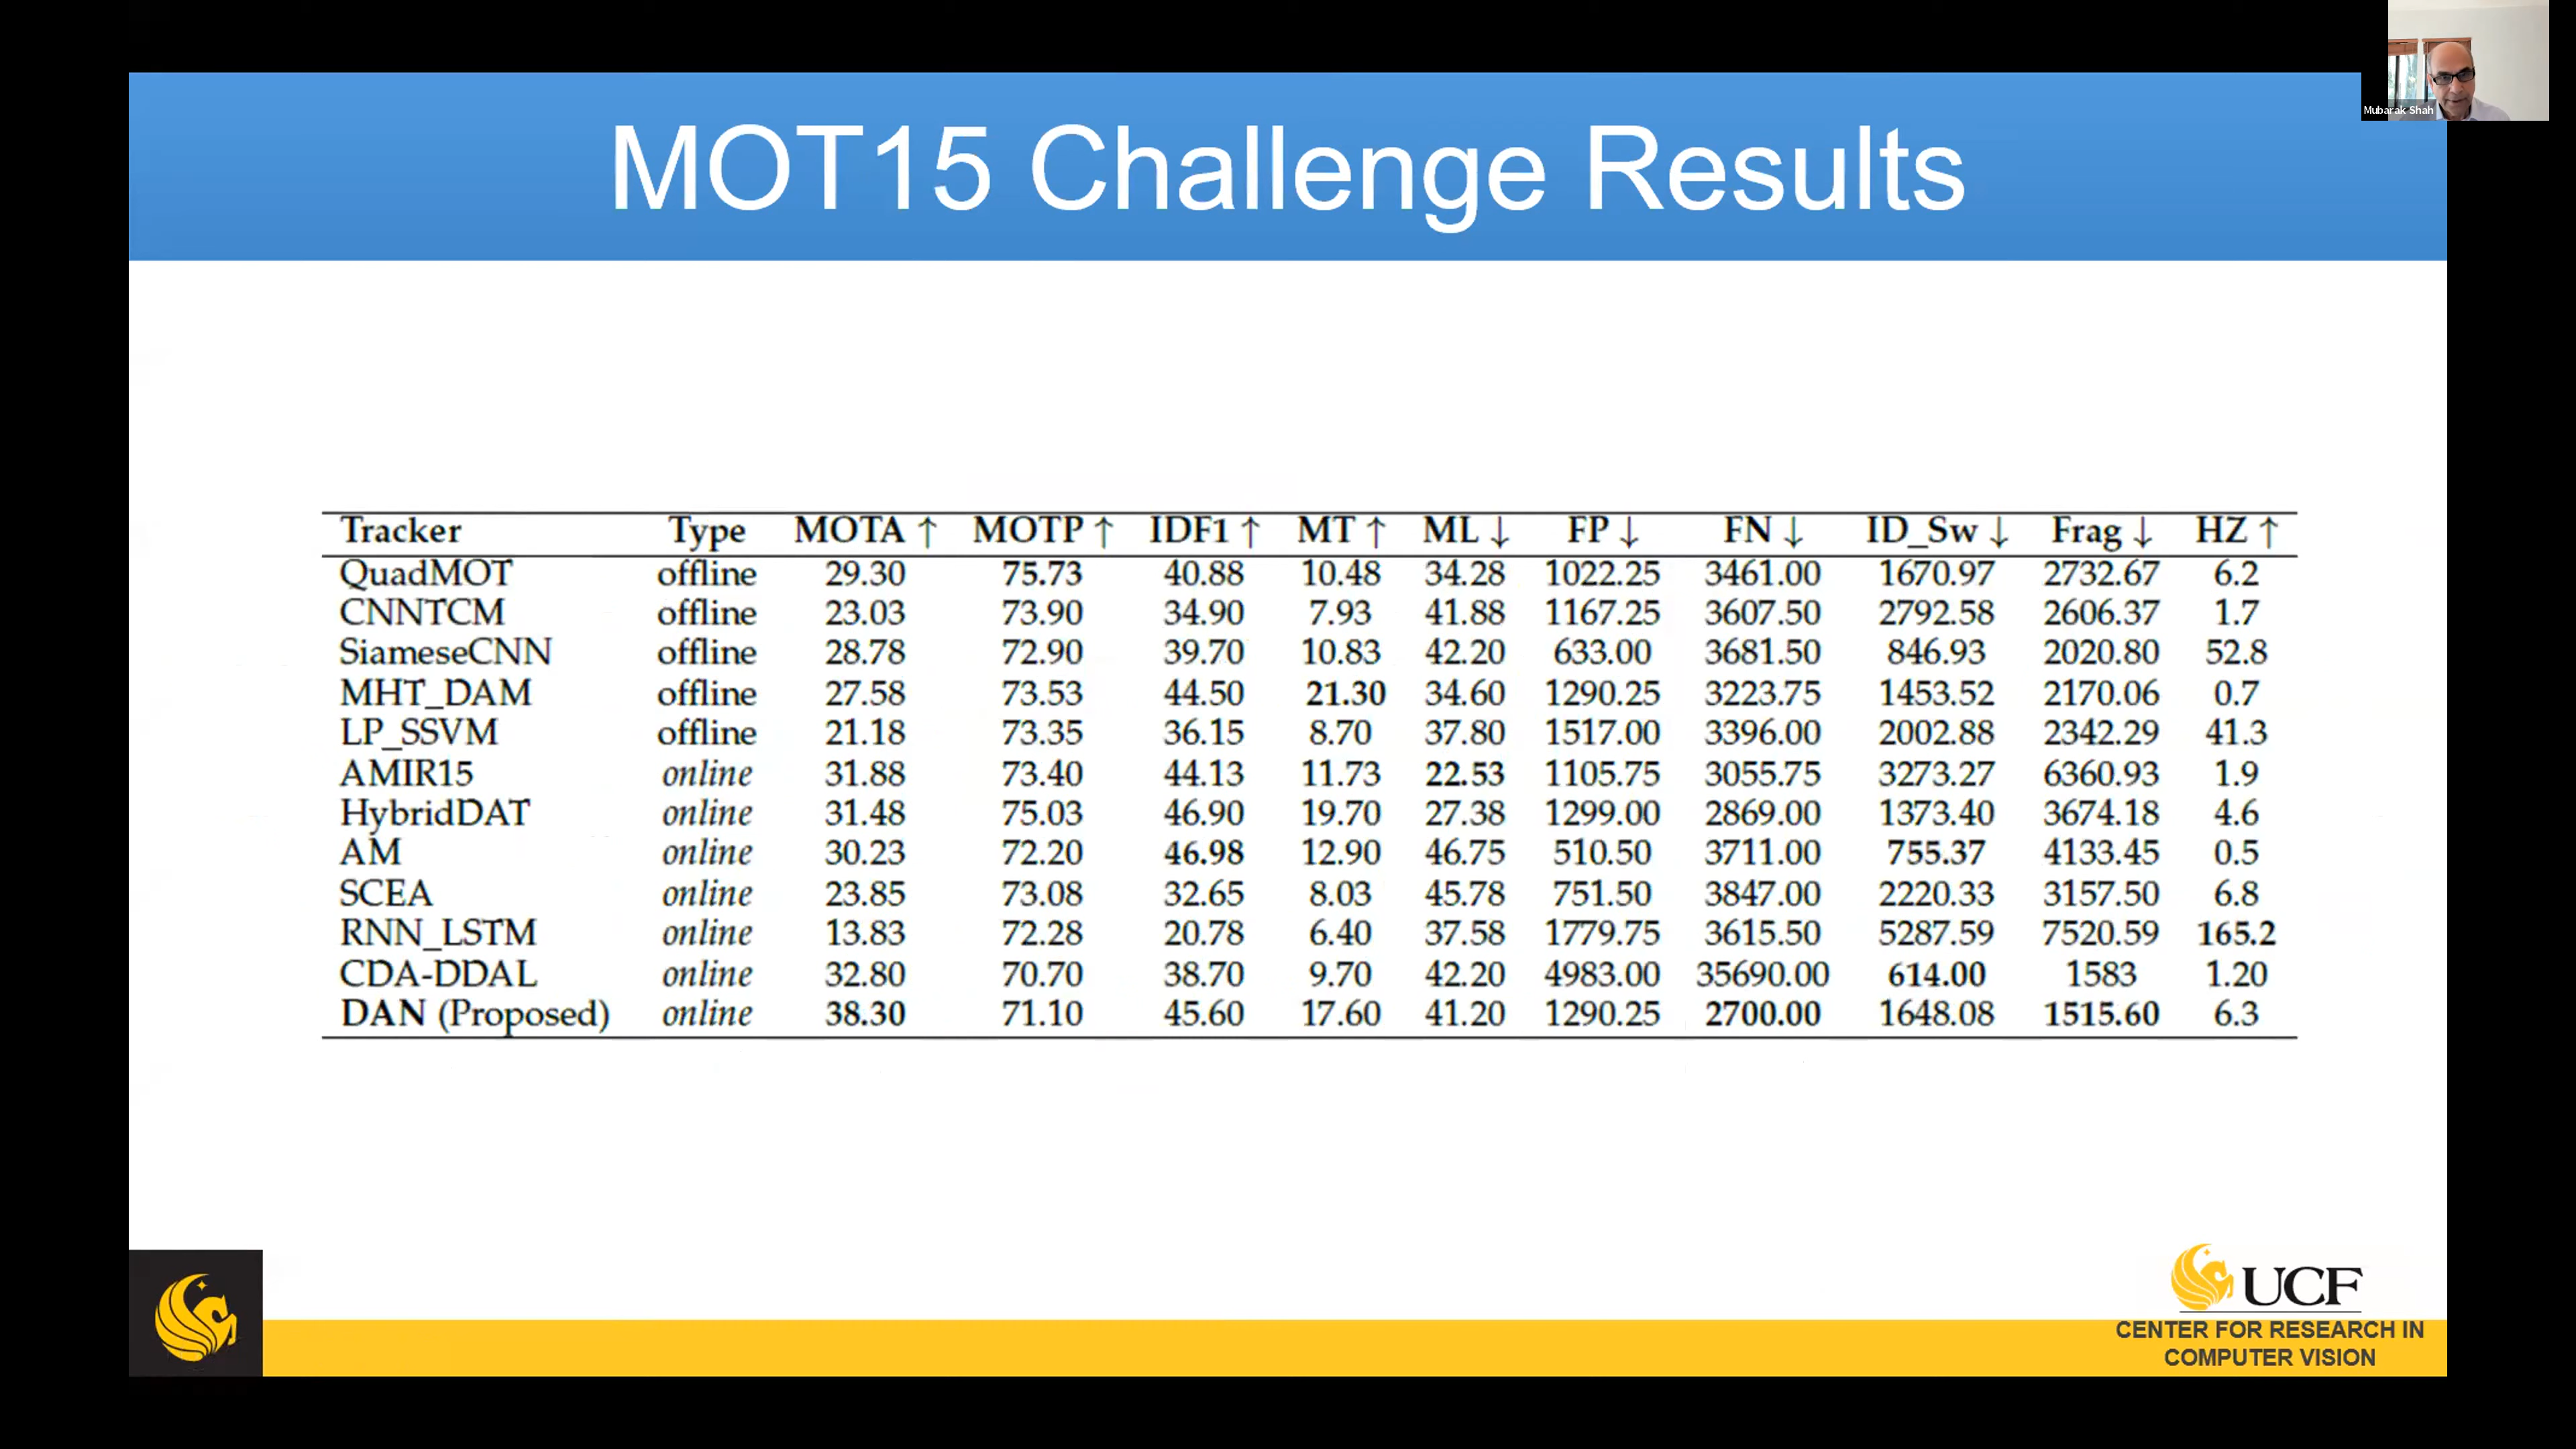 Mubarak Shah
MOT15 Challenge Results
Tracker Type MOTA ↑ MOTP ↑ IDF1 ↑ MT ↑ ML ↓ FP ↓ FN ↓ ID_Sw ↓ Frag ↓ HZ ↑
QuadMOT offline 29.30 75.73 40.88 10.48 34.28 1022.25 3461.00 1670.97 2732.67 6.2
CNNTCM offline 23.03 73.90 34.90 7.93 41.88 1167.25 3607.50 2792.58 2606.37 1.7
SiameseCNN offline 28.78 72.90 39.70 10.83 42.20 633.00 3681.50 846.93 2020.80 52.8
MHT_DAM offline 27.58 73.53 44.50 21.30 34.60 1290.25 3223.75 1453.52 2170.06 0.7
LP_SSVM offline 21.18 73.35 36.15 8.70 37.80 1517.00 3396.00 2002.88 2342.29 41.3
AMIR15 online 31.88 73.40 44.13 11.73 22.53 1105.75 3055.75 3273.27 6360.93 1.9
HybridDAT online 31.48 75.03 46.90 19.70 27.38 1299.00 2869.00 1373.40 3674.18 4.6
AM online 30.23 72.20 46.98 12.90 46.75 510.50 3711.00 755.37 4133.45 0.5
SCEA online 23.85 73.08 32.65 8.03 45.78 751.50 3847.00 2220.33 3157.50 6.8
RNN_LSTM online 13.83 72.28 20.78 6.40 37.58 1779.75 3615.50 5287.59 7520.59 165.2
CDA-DDAL online 32.80 70.70 38.70 9.70 42.20 4983.00 35690.00 614.00 1583 1.20
DAN (Proposed) online 38.30 71.10 45.60 17.60 41.20 1290.25 2700.00 1648.08 1515.60 6.3
UCF
CENTER FOR RESEARCH IN
COMPUTER VISION